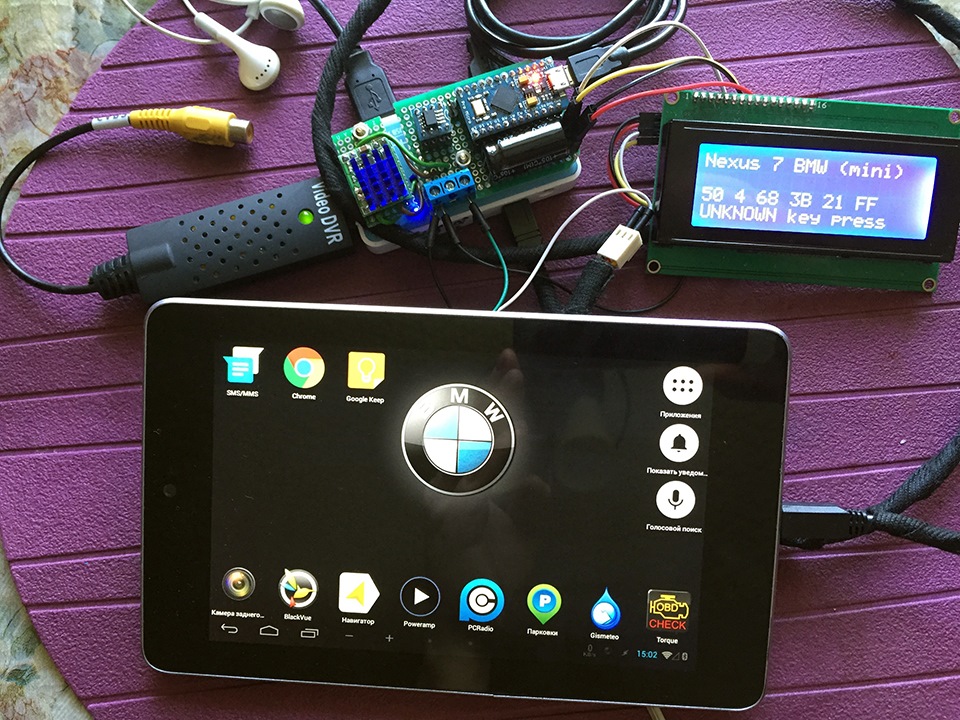 Video DVR
16
Nexus 7 BMW (mini)
50 4 68 3B 21 FF
UNKNOWN key press
SMS/MMS
Chrome
Google Keep
BMW
Приложения
Показать уведом...
Голосовой поиск
Камера заднего...
BlackVue
Навигатор
Poweramp
PCRadio
Парковки
Gismeteo
OBD
CHECK
Torque
15:02